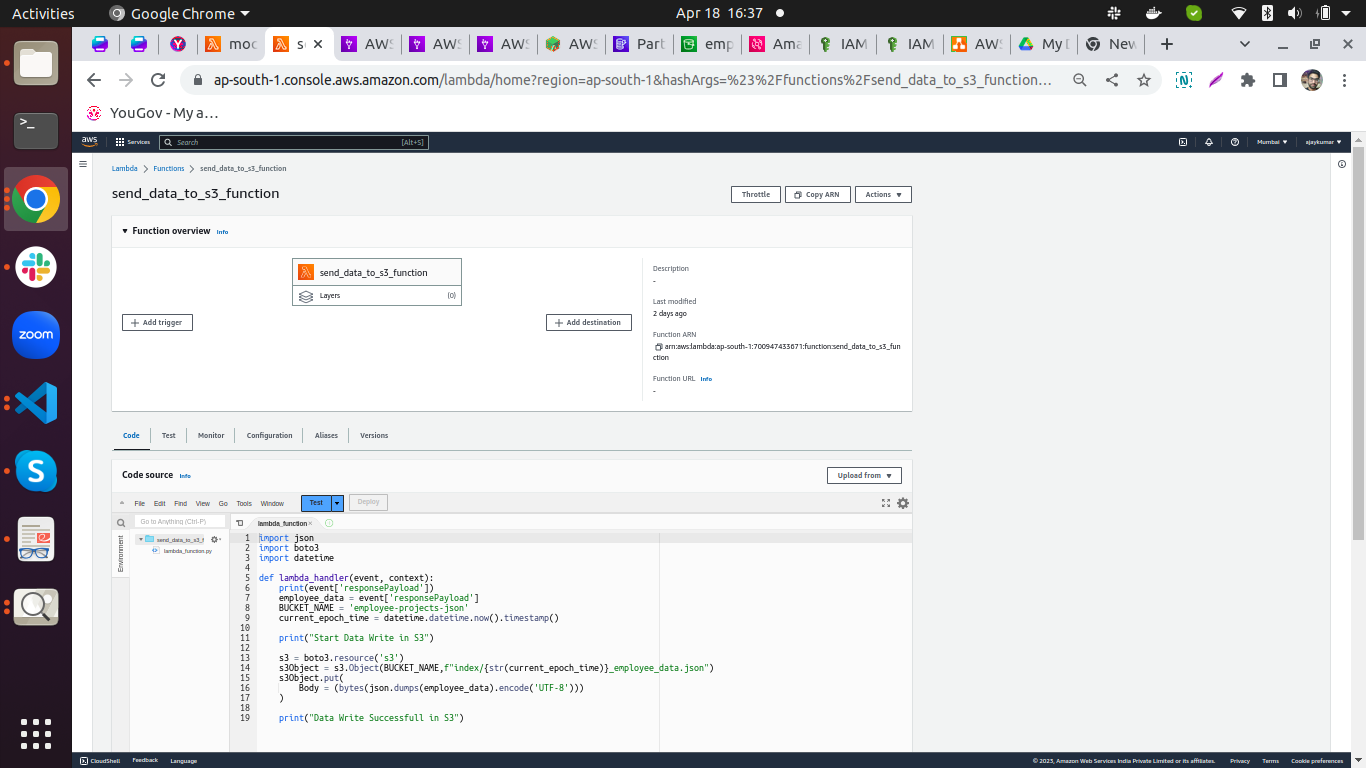 Activities Google Chrome Apr 18 16:37
moc s AWS AWS AWS AWS Part emp Ama IAM IAM AWS My D New
ap-south-1.console.aws.amazon.com/lambda/home?region=ap-south-1&hashArgs=%23%2Ffunctions%2Fsend_data_to_s3_function…
YouGov - My a…
aws Services Search [Alt+S] Mumbai ajaykumar
Lambda Functions send_data_to_s3_function
send_data_to_s3_function
Throttle Copy ARN Actions
Function overview Info
send_data_to_s3_function
Layers (0)
Add trigger
Add destination
Description
-
Last modified
2 days ago
Function ARN
arn:aws:lambda:ap-south-1:700947433671:function:send_data_to_s3_fun
ction
Function URL Info
-
Code Test Monitor Configuration Aliases Versions
Code source Info
Upload from
File Edit Find View Go Tools Window Test Deploy
Go to Anything (Ctrl-P)
lambda_function
Environment
send_data_to_s3_f
lambda_function.py
1 import json
2 import boto3
3 import datetime
4
5 def lambda_handler(event, context):
6 print(event['responsePayload'])
7 employee_data = event['responsePayload']
8 BUCKET_NAME = 'employee-projects-json'
9 current_epoch_time = datetime.datetime.now().timestamp()
10
11 print("Start Data Write in S3")
12
13 s3 = boto3.resource('s3')
14 s3Object = s3.Object(BUCKET_NAME,f"index/{str(current_epoch_time)}_employee_data.json")
15 s3Object.put(
16 Body = (bytes(json.dumps(employee_data).encode('UTF-8')))
17 )
18
19 print("Data Write Successfull in S3")
zoom
CloudShell Feedback Language © 2023, Amazon Web Services India Private Limited or its affiliates. Privacy Terms Cookie preferences